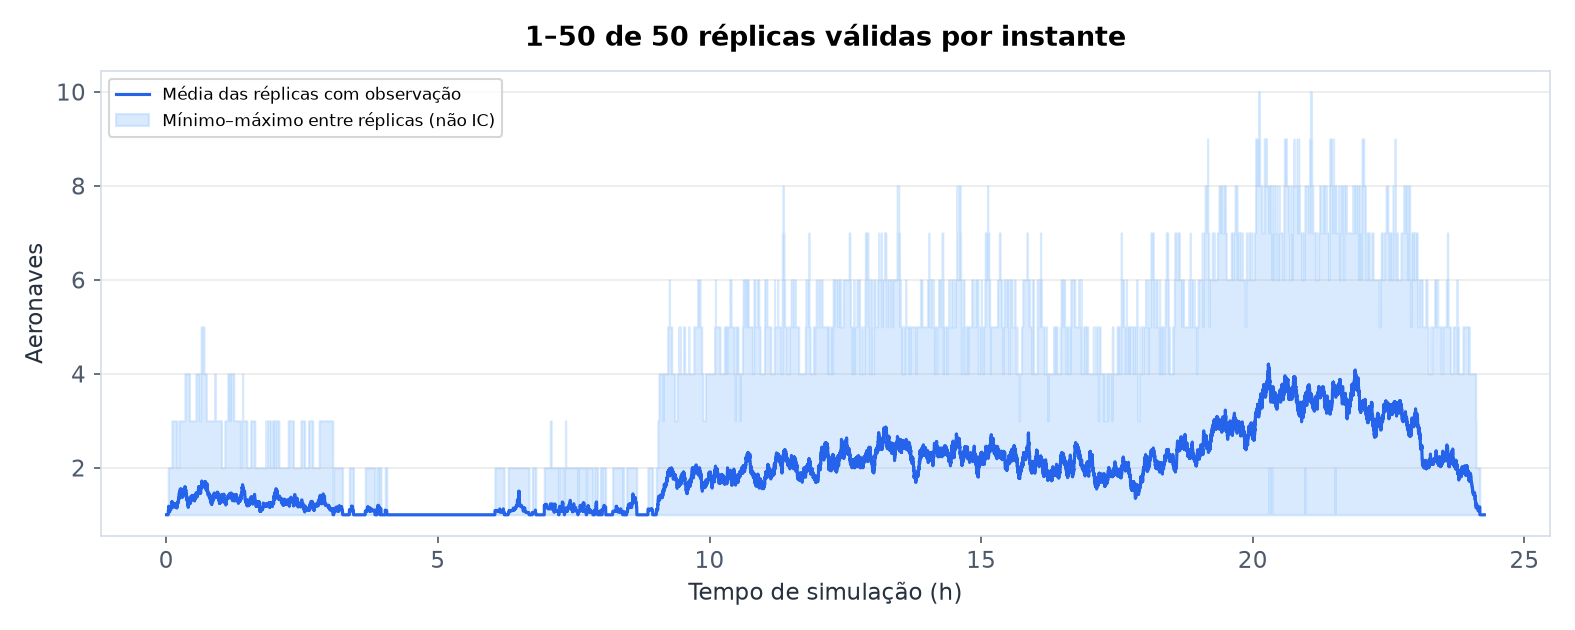 1–50 de 50 réplicas válidas por instante
Média das réplicas com observação
Mínimo–máximo entre réplicas (não IC)
Aeronaves
10
8
6
4
2
0 5 10 15 20 25
Tempo de simulação (h)